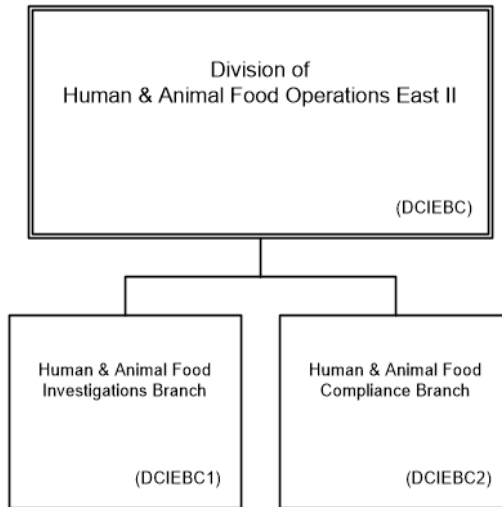 Division of
Human & Animal Food Operations East II
(DCIEBC)
Human & Animal Food
Investigations Branch
(DCIEBC1)
Human & Animal Food
Compliance Branch
(DCIEBC2)